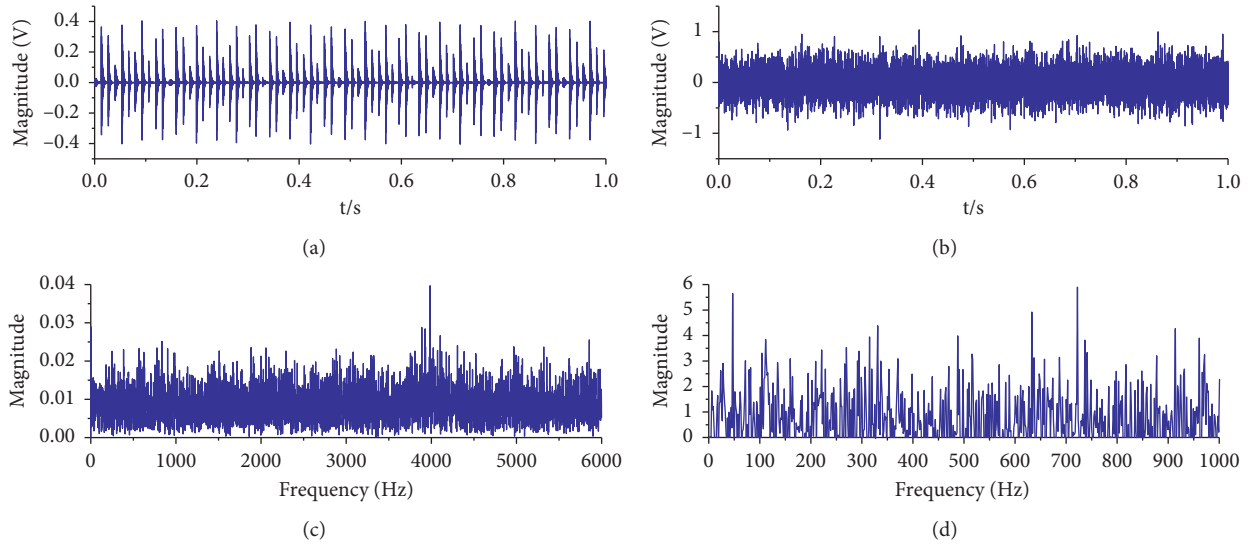 Magnitude (V)
0.4
0.2
0.0
−0.2
−0.4
0.0 0.2 0.4 0.6 0.8 1.0
t/s
(a)
Magnitude (V)
1
0
−1
0.0 0.2 0.4 0.6 0.8 1.0
t/s
(b)
Magnitude
0.04
0.03
0.02
0.01
0.00
0 1000 2000 3000 4000 5000 6000
Frequency (Hz)
(c)
Magnitude
6
5
4
3
2
1
0
0 100 200 300 400 500 600 700 800 900 1000
Frequency (Hz)
(d)